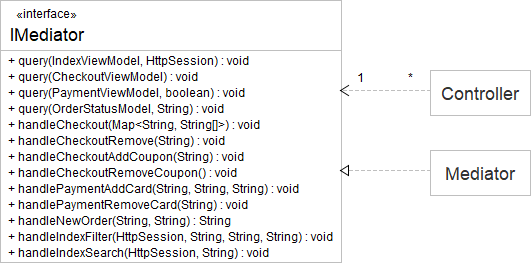 «interface»
IMediator
+ query(IndexViewModel, HttpSession) : void
+ query(CheckoutViewModel) : void
+ query(PaymentViewModel, boolean) : void
+ query(OrderStatusModel, String) : void
+ handleCheckout(Map<String, String[]>) : void
+ handleCheckoutRemove(String) : void
+ handleCheckoutAddCoupon(String) : void
+ handleCheckoutRemoveCoupon() : void
+ handlePaymentAddCard(String, String, String) : void
+ handlePaymentRemoveCard(String) : void
+ handleNewOrder(String, String) : String
+ handleIndexFilter(HttpSession, String, String, String) : void
+ handleIndexSearch(HttpSession, String) : void
1 *
Controller
Mediator